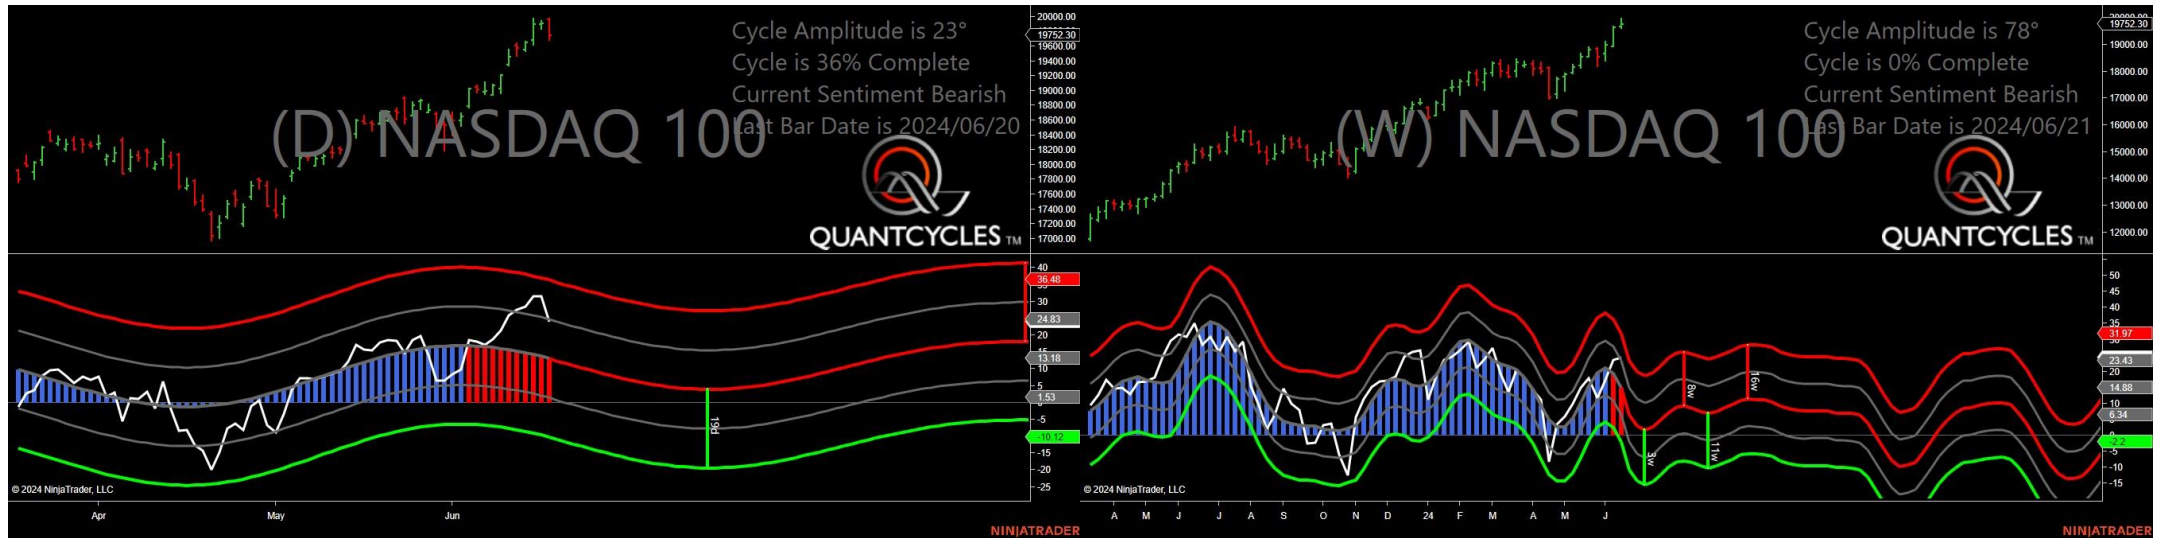 (D) NASDAQ 100
Cycle Amplitude is 23°
Cycle is 36% Complete
Current Sentiment Bearish
Last Bar Date is 2024/06/20
QUANTCYCLES TM
20000.00
19752.30
19600.00
19400.00
19200.00
19000.00
18800.00
18600.00
18400.00
18200.00
18000.00
17800.00
17600.00
17400.00
17200.00
17000.00
40
36.48
30
24.83
20
15
13.18
10
5
1.53
-5
-10.12
-15
-20
-25
19d
© 2024 NinjaTrader, LLC
Apr May Jun
NINJATRADER
(W) NASDAQ 100
Cycle Amplitude is 78°
Cycle is 0% Complete
Current Sentiment Bearish
Last Bar Date is 2024/06/21
QUANTCYCLES TM
20000.00
19752.30
19000.00
18000.00
17000.00
16000.00
15000.00
14000.00
13000.00
12000.00
50
45
40
35
31.97
23.43
20
14.88
10
6.34
-2.2
-5
-10
-15
3w
8w
11w
16w
© 2024 NinjaTrader, LLC
A M J J A S O N D 24 F M A M J
NINJATRADER